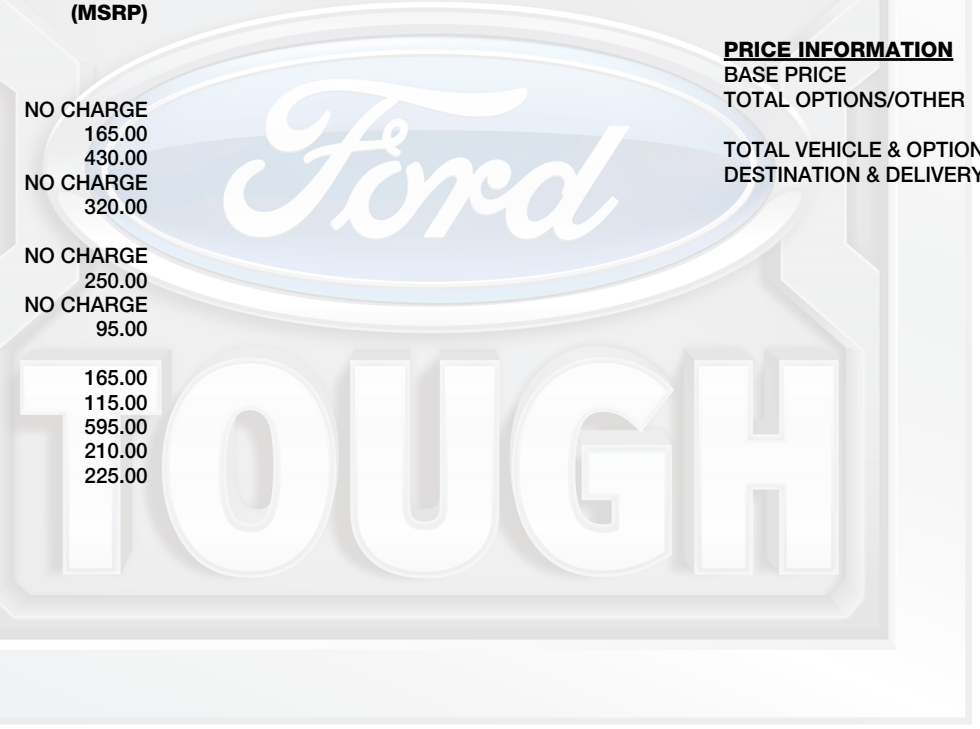 (MSRP)
NO CHARGE
165.00
430.00
NO CHARGE
320.00
NO CHARGE
250.00
NO CHARGE
95.00
165.00
115.00
595.00
210.00
225.00
PRICE INFORMATION
BASE PRICE
TOTAL OPTIONS/OTHER
TOTAL VEHICLE & OPTION
DESTINATION & DELIVERY
Ford
TOUGH